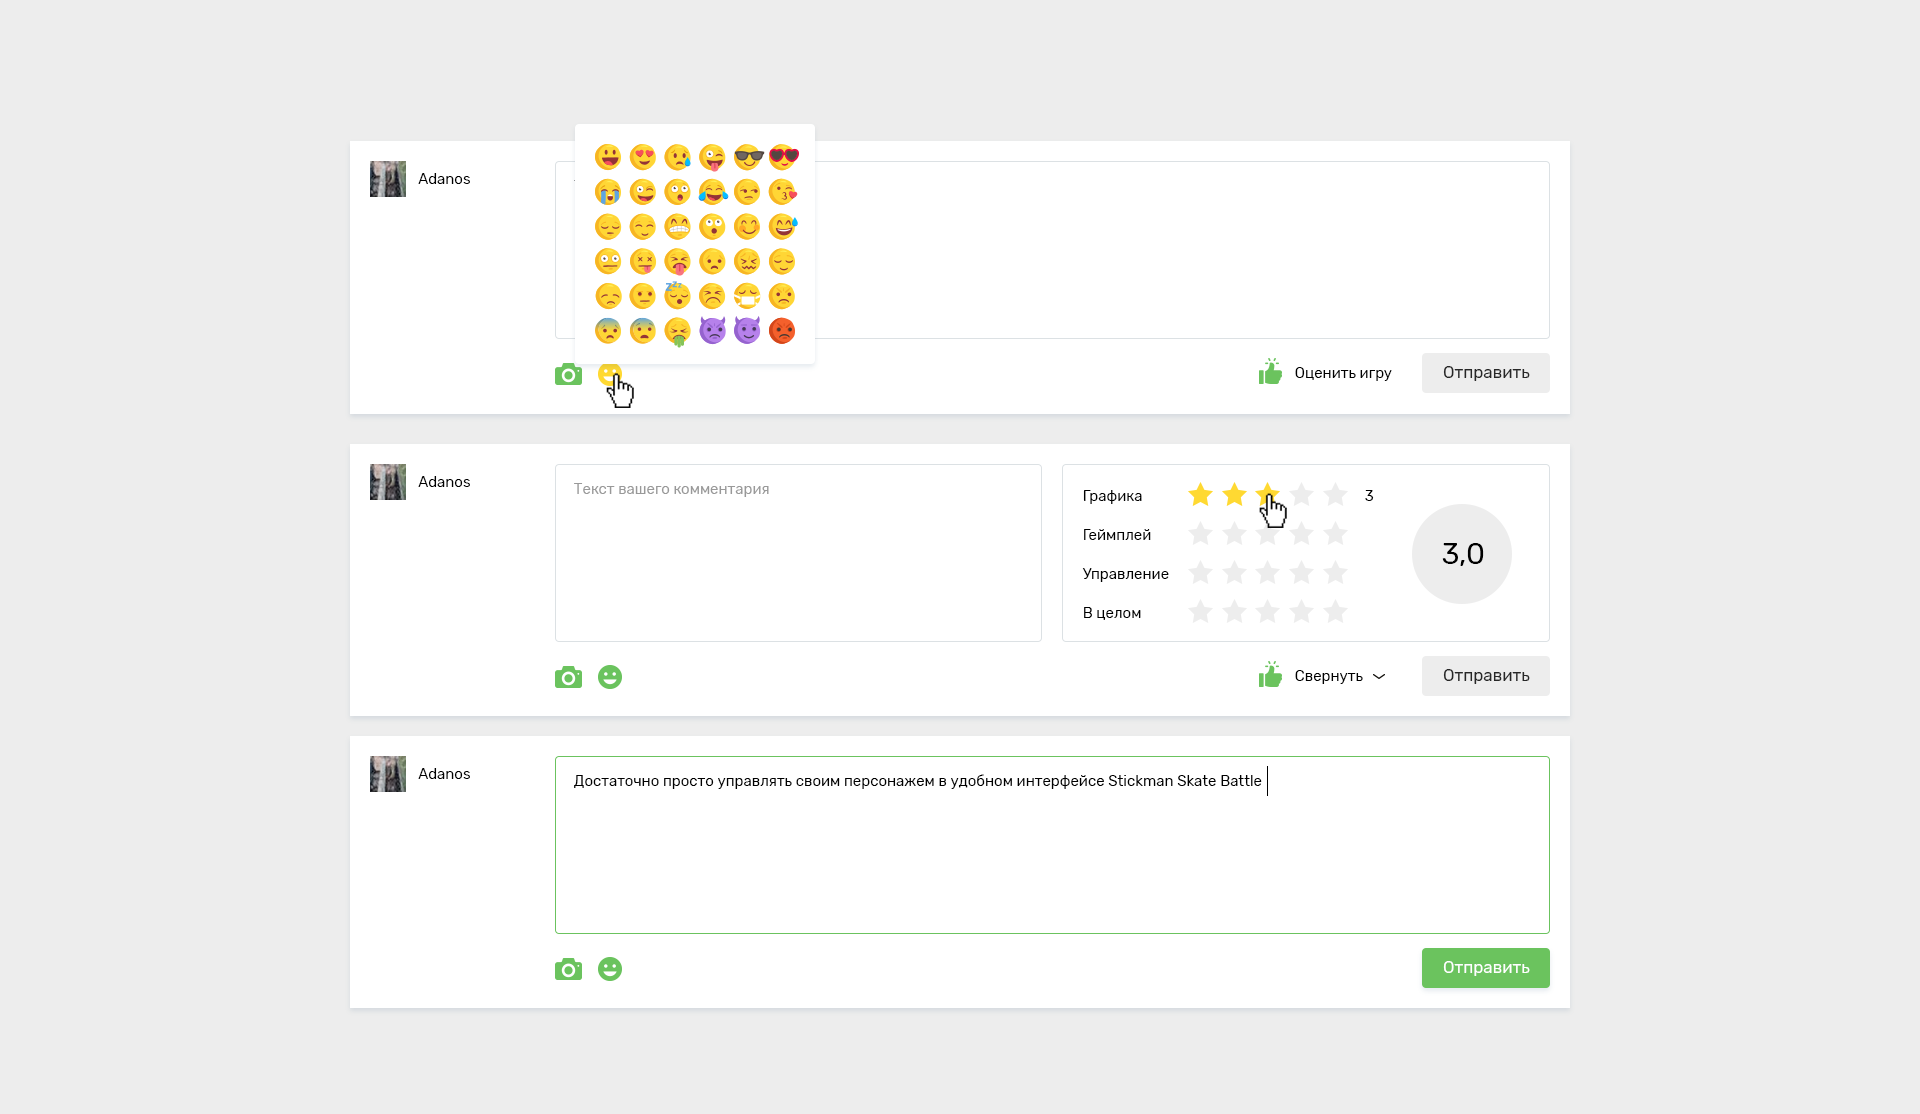 Adanos
Оценить игру
Отправить
Adanos
Текст вашего комментария
Графика
3
Геймплей
Управление
В целом
3,0
Свернуть
Отправить
Adanos
Достаточно просто управлять своим персонажем в удобном интерфейсе Stickman Skate Battle
Отправить